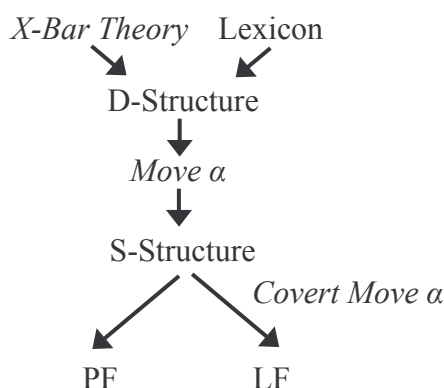 X-Bar Theory Lexicon
D-Structure
Move α
S-Structure
Covert Move α
PF LF